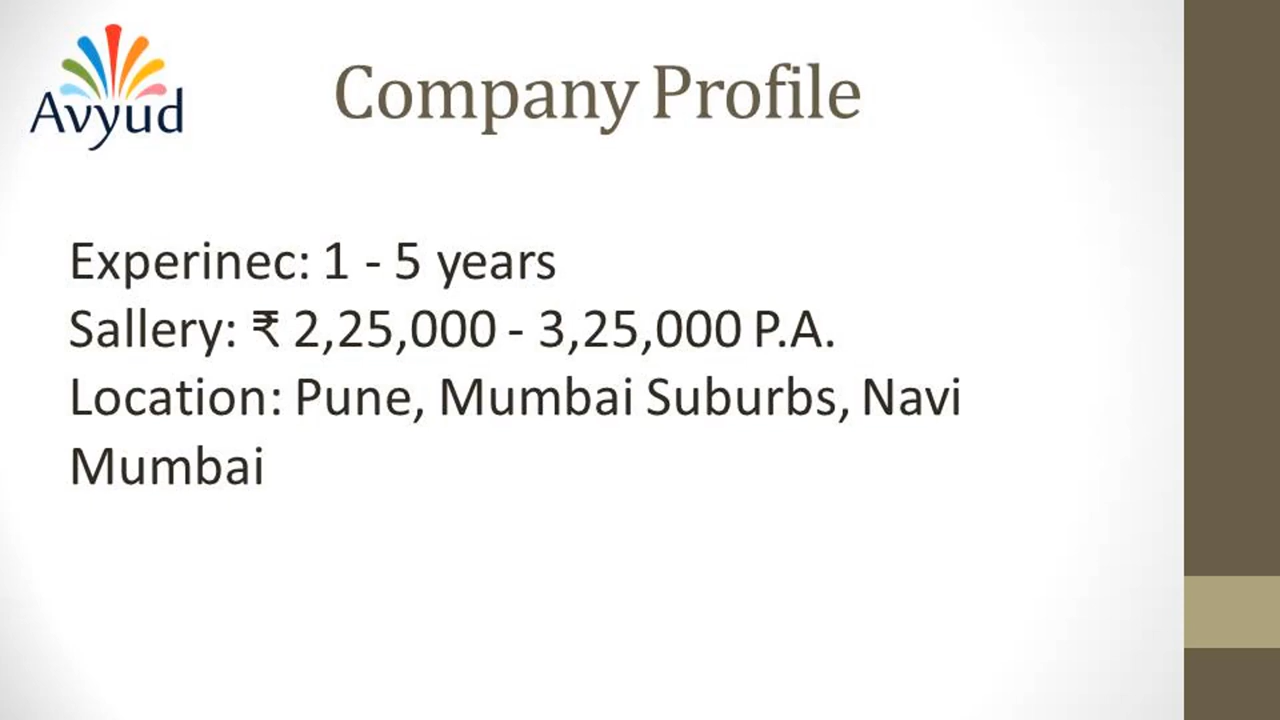 Avyud
Company Profile
Experinec: 1 - 5 years
Sallery: ₹ 2,25,000 - 3,25,000 P.A.
Location: Pune, Mumbai Suburbs, Navi
Mumbai